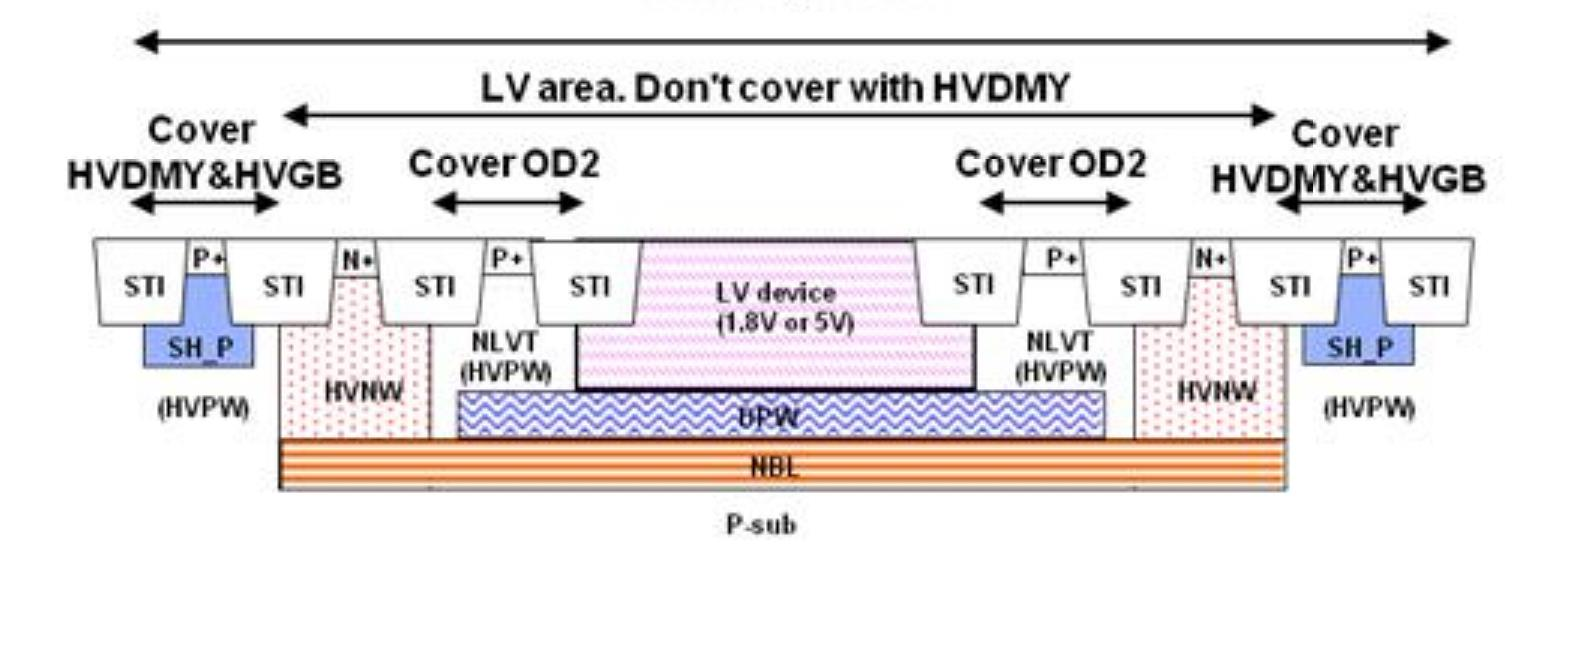 LV area. Don't cover with HVDMY
Cover
HVDMY&HVGB
Cover OD2
Cover OD2
Cover
HVDMY&HVGB
P+
N+
P+
P+
N+
P+
STI
STI
STI
STI
LV device
(1.8V or 5V)
STI
STI
STI
STI
SH_P
NLVT
(HVPW)
NLVT
(HVPW)
SH_P
(HVPW)
HVNW
HVNW
(HVPW)
UPW
NBL
P-sub